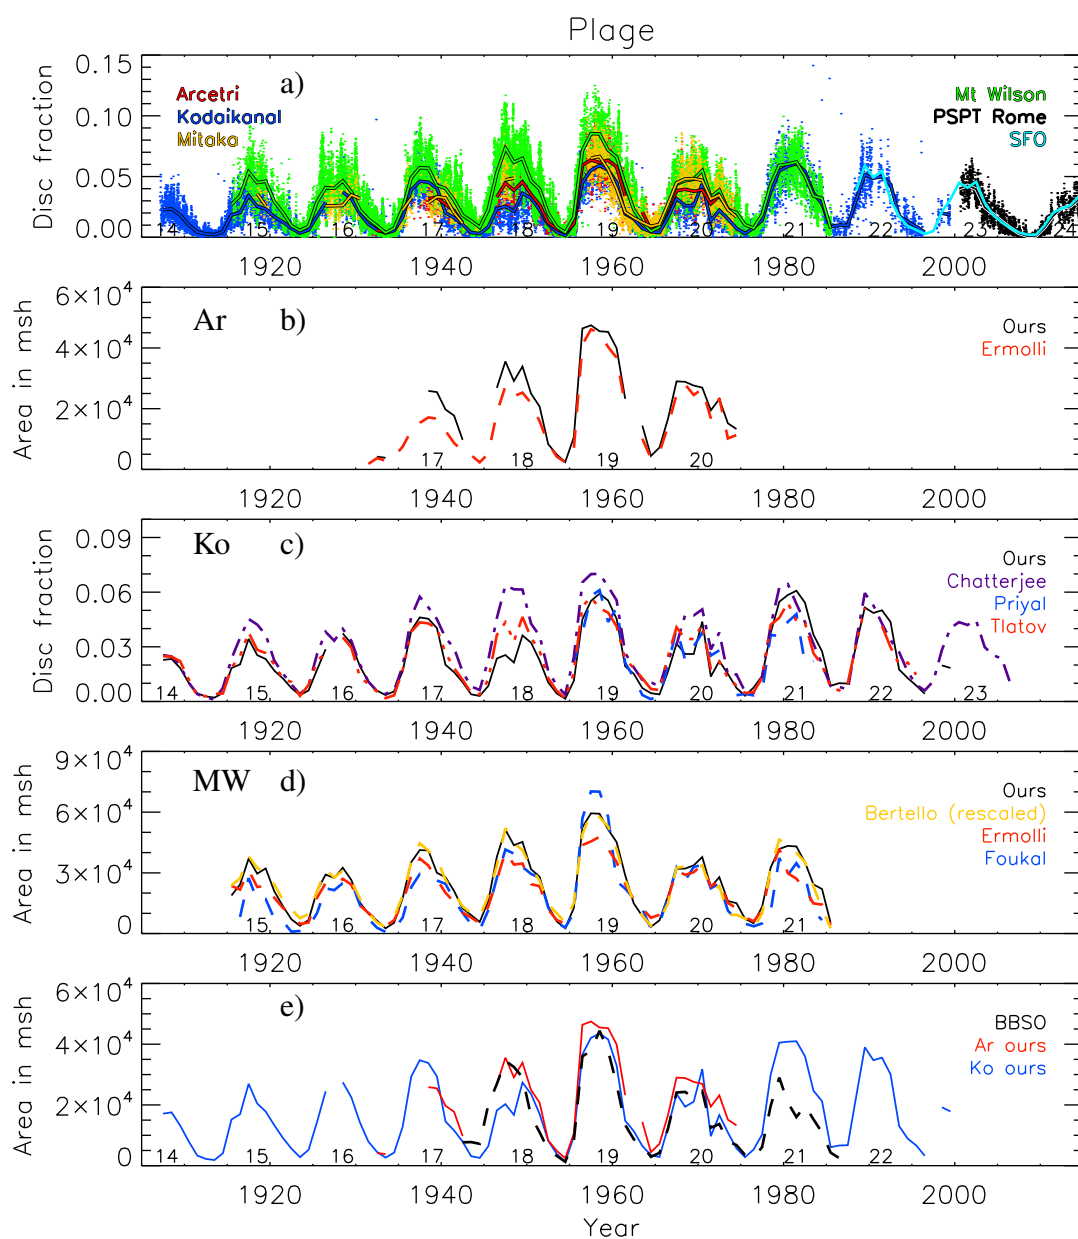 Plage
0.15
0.10
0.05
0.00
Disc fraction
a)
Arcetri
Kodaikanal
Mitaka
Mt Wilson
PSPT Rome
SFO
14 15 16 17 18 19 20 21 22 23 24
1920 1940 1960 1980 2000
6×10⁴
4×10⁴
2×10⁴
0
Area in msh
Ar b)
Ours
Ermolli
17 18 19 20
1920 1940 1960 1980 2000
0.09
0.06
0.03
0.00
Disc fraction
Ko c)
Ours
Chatterjee
Priyal
Tlatov
14 15 16 17 18 19 20 21 22 23
1920 1940 1960 1980 2000
9×10⁴
6×10⁴
3×10⁴
0
Area in msh
MW d)
Ours
Bertello (rescaled)
Ermolli
Foukal
15 16 17 18 19 20 21
1920 1940 1960 1980 2000
6×10⁴
4×10⁴
2×10⁴
0
Area in msh
e)
BBSO
Ar ours
Ko ours
14 15 16 17 18 19 20 21 22
1920 1940 1960 1980 2000
Year